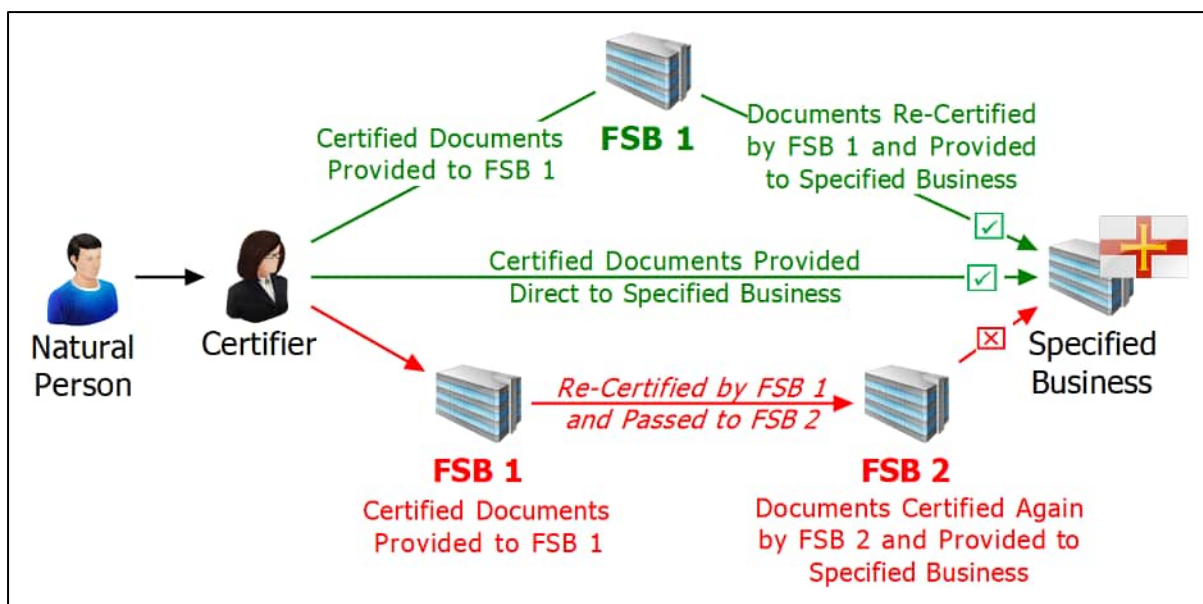 FSB 1
Certified Documents
Provided to FSB 1
Documents Re-Certified
by FSB 1 and Provided
to Specified Business
Certified Documents Provided
Direct to Specified Business
Natural
Person
Certifier
Specified
Business
Re-Certified by FSB 1
and Passed to FSB 2
FSB 1
Certified Documents
Provided to FSB 1
FSB 2
Documents Certified Again
by FSB 2 and Provided to
Specified Business